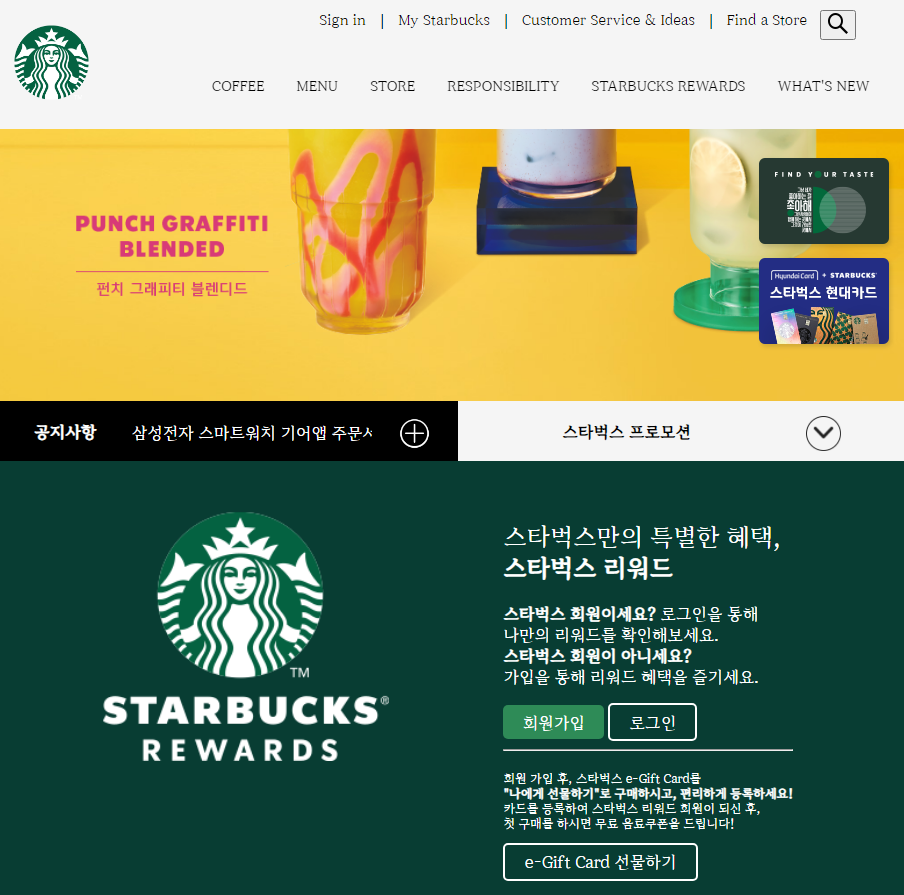 Sign in | My Starbucks | Customer Service & Ideas | Find a Store
COFFEE MENU STORE RESPONSIBILITY STARBUCKS REWARDS WHAT'S NEW
PUNCH GRAFFITI
BLENDED
펀치 그래피티 블렌디드
FIND YOUR TASTE
좋아해
Hyundai Card + STARBUCKS
스타벅스 현대카드
공지사항 삼성전자 스마트워치 기어앱 주문서
스타벅스 프로모션
TM
STARBUCKS®
REWARDS
스타벅스만의 특별한 혜택,
스타벅스 리워드
스타벅스 회원이세요? 로그인을 통해
나만의 리워드를 확인해보세요.
스타벅스 회원이 아니세요?
가입을 통해 리워드 혜택을 즐기세요.
회원가입 로그인
회원 가입 후, 스타벅스 e-Gift Card를
"나에게 선물하기"로 구매하시고, 편리하게 등록하세요!
카드를 등록하여 스타벅스 리워드 회원이 되신 후,
첫 구매를 하시면 무료 음료쿠폰을 드립니다!
e-Gift Card 선물하기